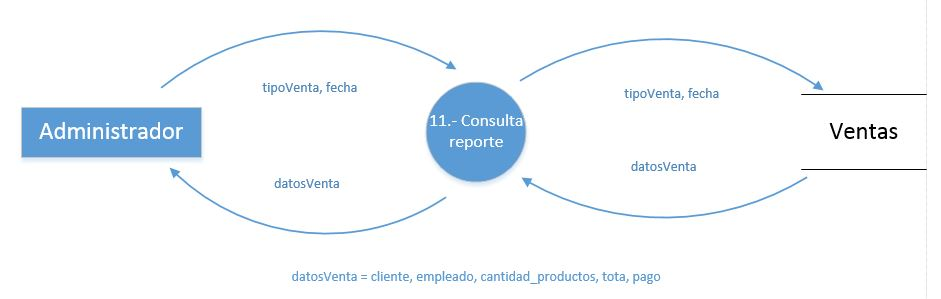 tipoVenta, fecha
tipoVenta, fecha
Administrador
11.- Consulta
reporte
Ventas
datosVenta
datosVenta
datosVenta = cliente, empleado, cantidad_productos, tota, pago